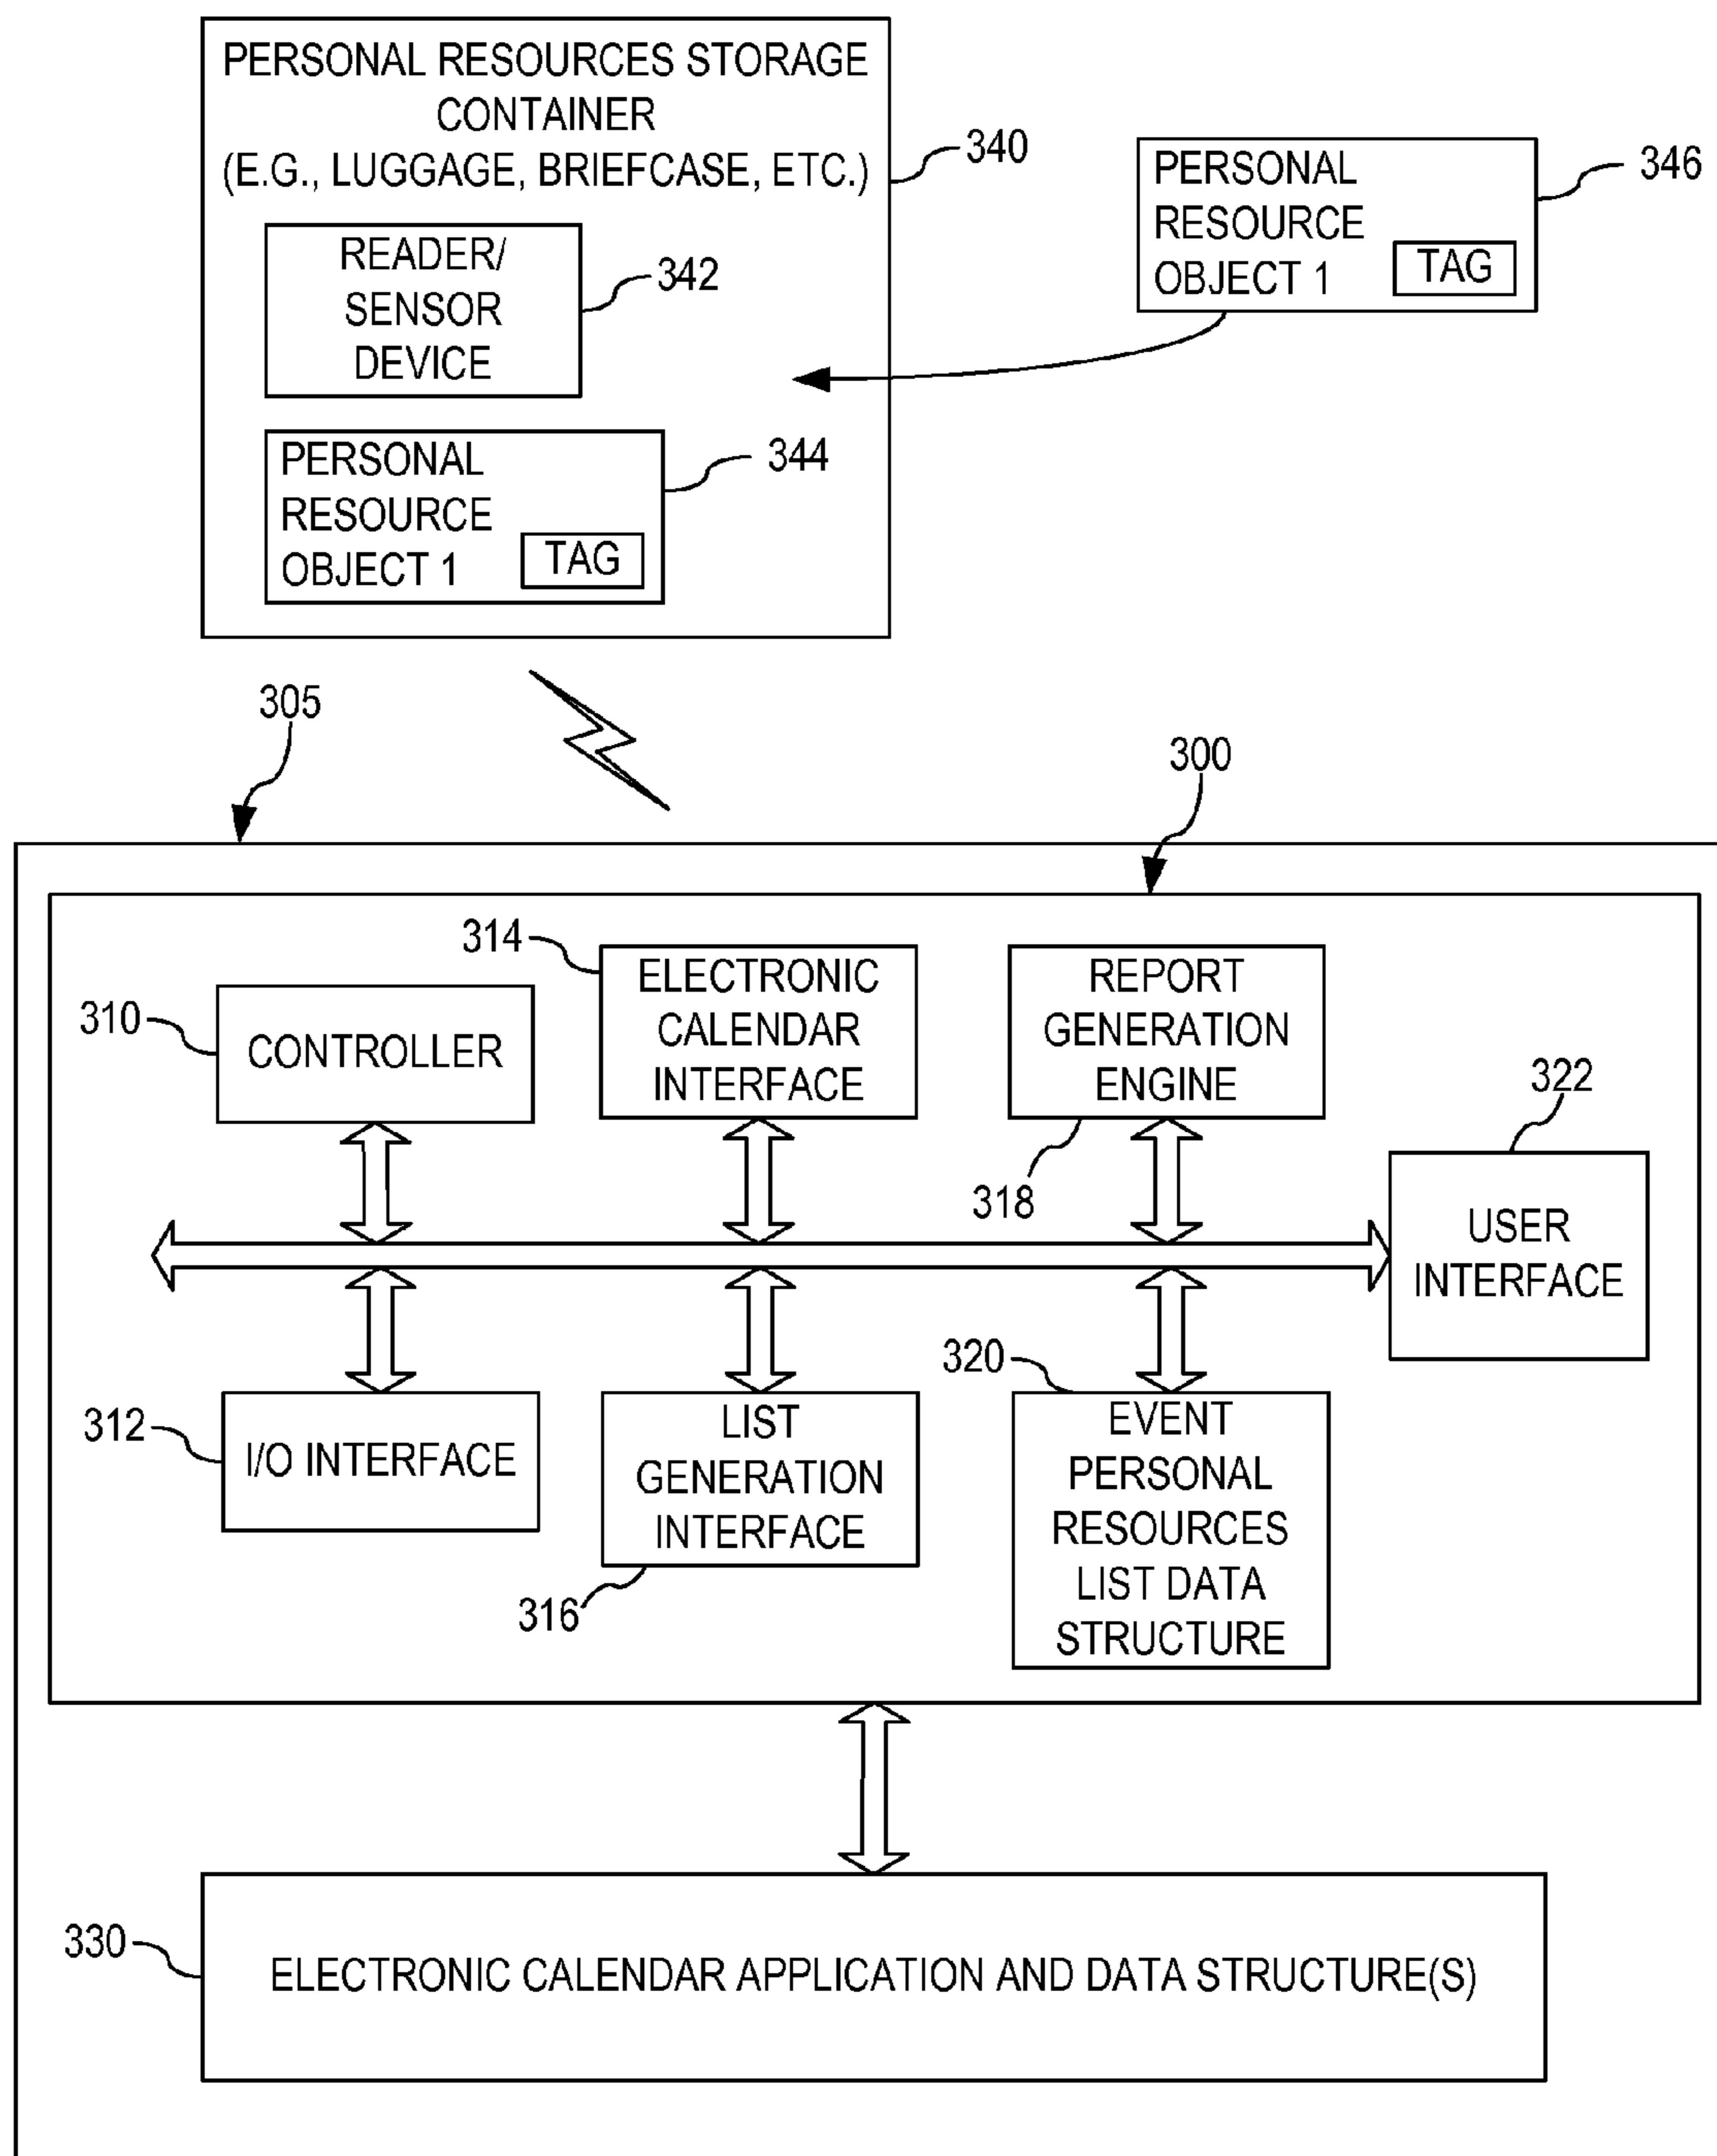 PERSONAL RESOURCES STORAGE
CONTAINER
(E.G., LUGGAGE, BRIEFCASE, ETC.)
340
READER/
SENSOR
DEVICE
342
PERSONAL
RESOURCE
OBJECT 1
TAG
344
PERSONAL
RESOURCE
OBJECT 1
TAG
346
305
300
310
CONTROLLER
314
ELECTRONIC
CALENDAR
INTERFACE
REPORT
GENERATION
ENGINE
318
322
USER
INTERFACE
312
I/O INTERFACE
LIST
GENERATION
INTERFACE
316
320
EVENT
PERSONAL
RESOURCES
LIST DATA
STRUCTURE
330
ELECTRONIC CALENDAR APPLICATION AND DATA STRUCTURE(S)